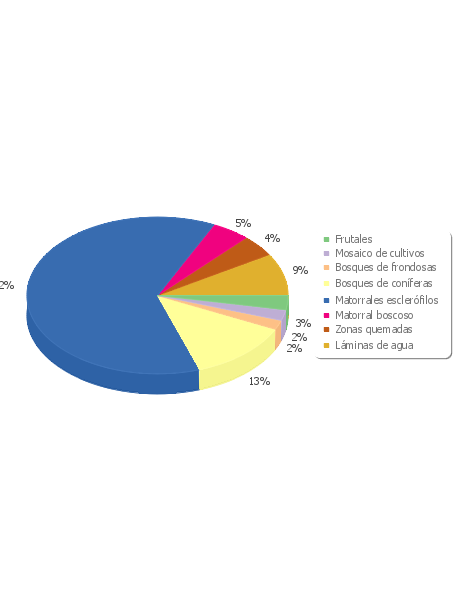 5%
4%
9%
2%
3%
2%
2%
13%
Frutales
Mosaico de cultivos
Bosques de frondosas
Bosques de coníferas
Matorrales esclerófilos
Matorral boscoso
Zonas quemadas
Láminas de agua